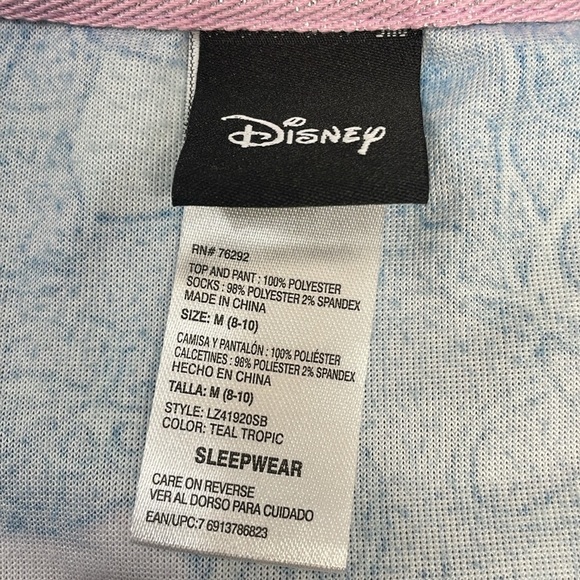 Disney
RN# 76292
TOP AND PANT : 100% POLYESTER
SOCKS : 98% POLYESTER 2% SPANDEX
MADE IN CHINA
SIZE: M (8-10)
CAMISA Y PANTALÓN : 100% POLIÉSTER
CALCETINES : 98% POLIÉSTER 2% SPANDEX
HECHO EN CHINA
TALLA: M (8-10)
STYLE: LZ41920SB
COLOR: TEAL TROPIC
SLEEPWEAR
CARE ON REVERSE
VER AL DORSO PARA CUIDADO
EAN/UPC:7 6913786823